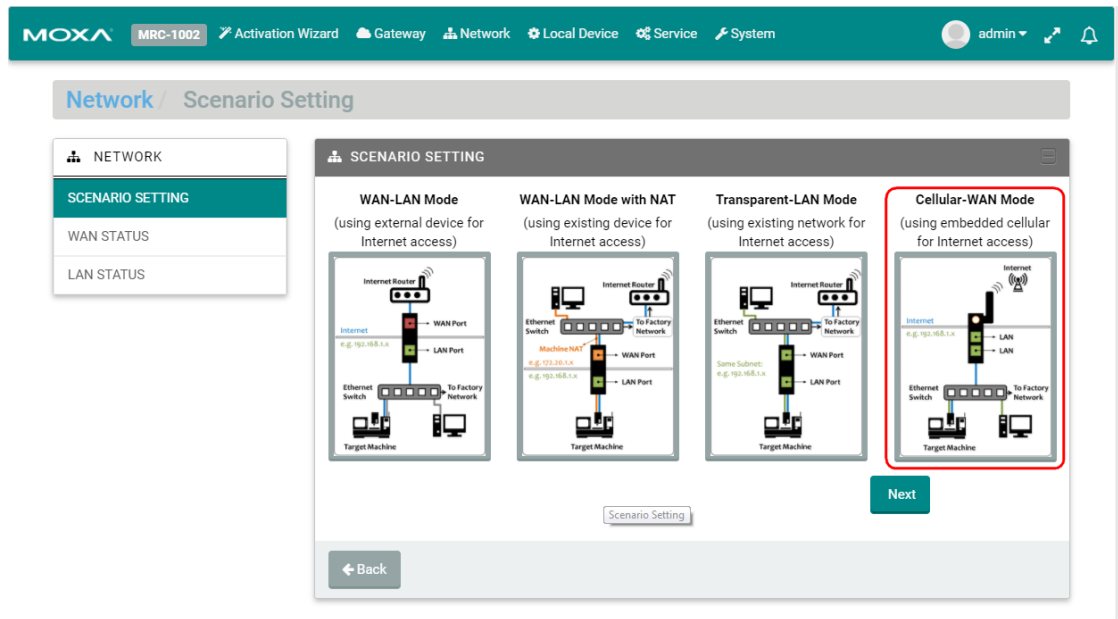 MOXA MRC-1002 Activation Wizard Gateway Network Local Device Service System admin
Network / Scenario Setting
NETWORK
SCENARIO SETTING
WAN STATUS
LAN STATUS
SCENARIO SETTING
WAN-LAN Mode
(using external device for
Internet access)
Internet Router
WAN Port
Internet
e.g. 192.168.1.x
LAN Port
Ethernet
Switch
To Factory
Network
Target Machine
WAN-LAN Mode with NAT
(using existing device for
Internet access)
Internet Router
Ethernet
Switch
To Factory
Network
Machine NAT
WAN Port
e.g. 172.20.1.x
e.g. 192.168.1.x
LAN Port
Target Machine
Transparent-LAN Mode
(using existing network for
Internet access)
Internet Router
Ethernet
Switch
To Factory
Network
WAN Port
Same Subnet:
e.g. 192.168.1.x
LAN Port
Target Machine
Cellular-WAN Mode
(using embedded cellular
for Internet access)
Internet
Internet
e.g. 192.168.1.x
LAN
LAN
Ethernet
Switch
To Factory
Network
Target Machine
Next
Scenario Setting
Back